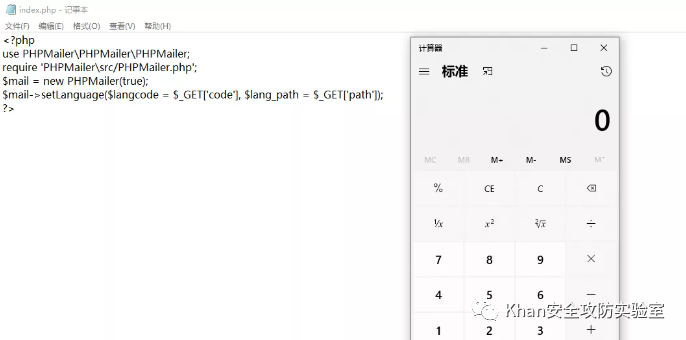 index.php - 记事本
文件(F) 编辑(E) 格式(O) 查看(V) 帮助(H)
<?php
use PHPMailer\PHPMailer\PHPMailer;
require 'PHPMailer\src/PHPMailer.php';
$mail = new PHPMailer(true);
$mail->setLanguage($langcode = $_GET['code'], $lang_path = $_GET['path']);
?>
计算器
标准
0
MC MR M+ M- MS M˅
% CE C
¹⁄x x² ²√x ÷
7 8 9 ×
4 5 6 −
1 2 3 +
Khan安全攻防实验室